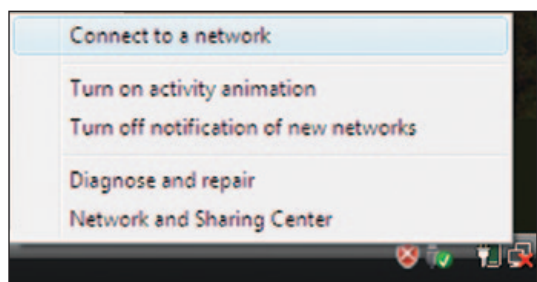 Connect to a network
Turn on activity animation
Turn off notification of new networks
Diagnose and repair
Network and Sharing Center